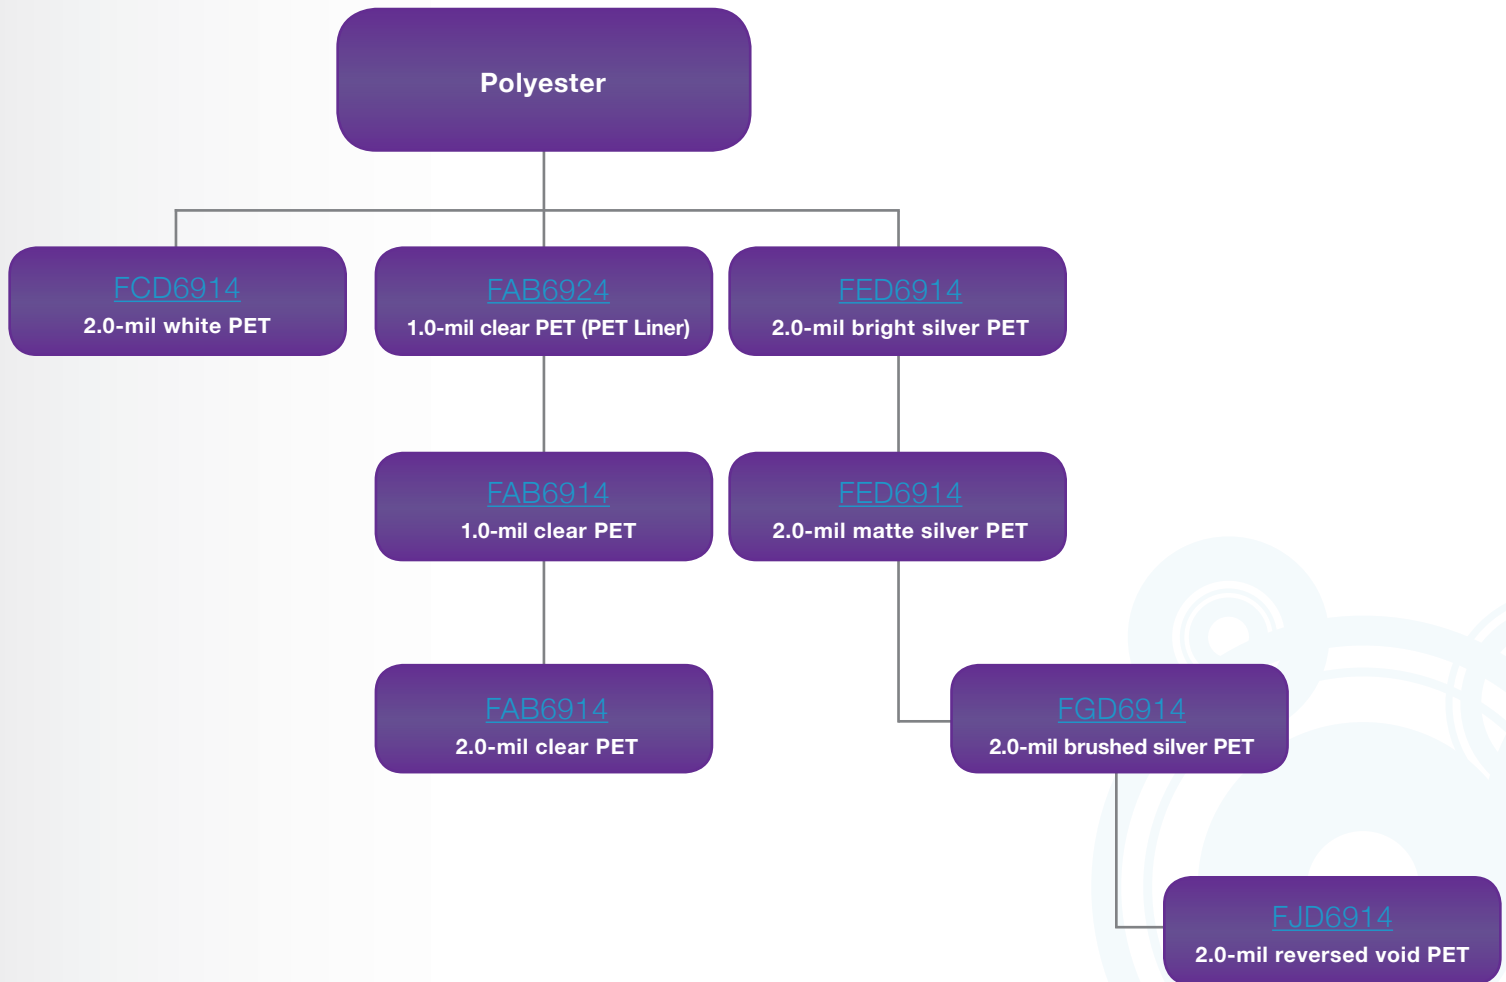 Polyester
FCD6914
2.0-mil white PET
FAB6924
1.0-mil clear PET (PET Liner)
FED6914
2.0-mil bright silver PET
FAB6914
1.0-mil clear PET
FED6914
2.0-mil matte silver PET
FAB6914
2.0-mil clear PET
FGD6914
2.0-mil brushed silver PET
FJD6914
2.0-mil reversed void PET